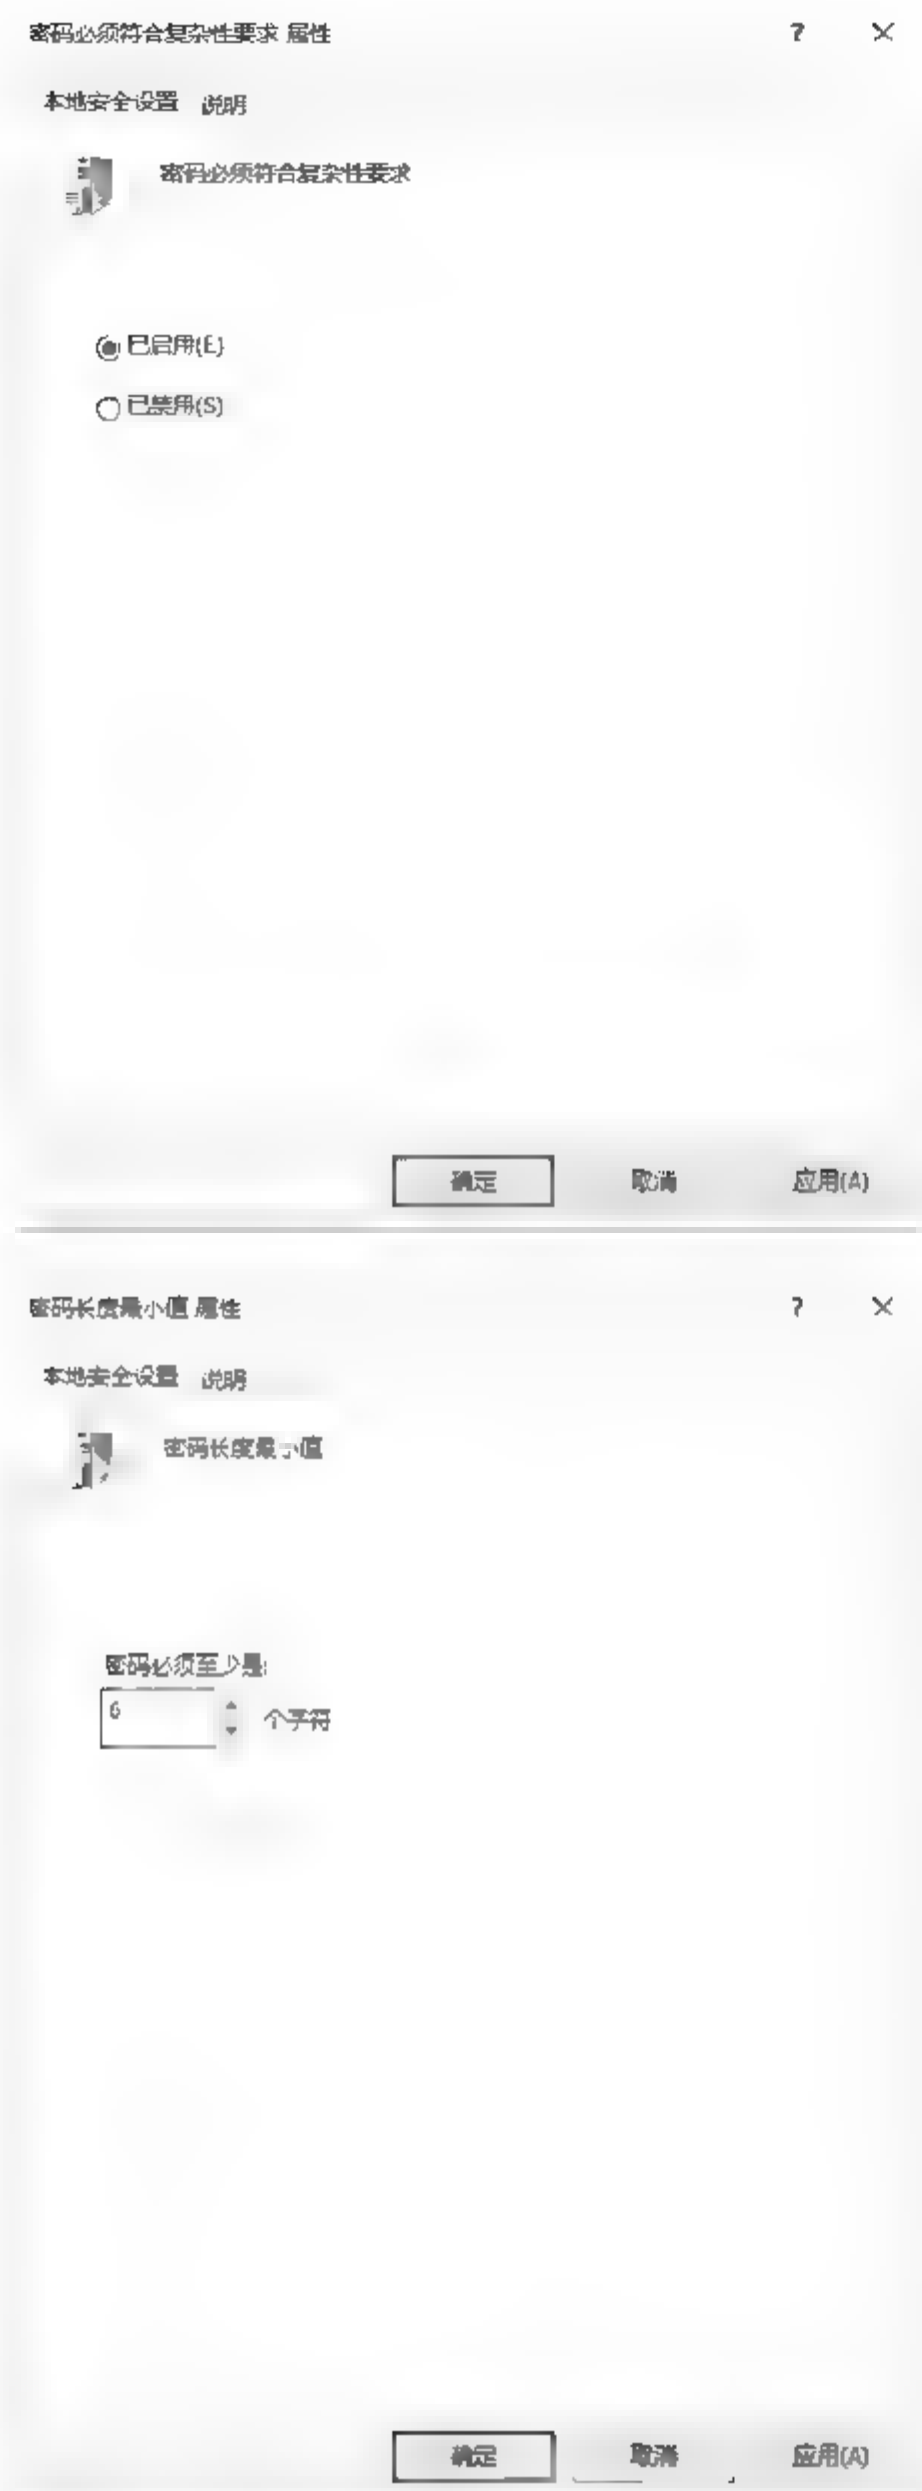 密码必须符合复杂性要求 属性 ? ×
本地安全设置 说明
密码必须符合复杂性要求
已启用(E)
已禁用(S)
确定 取消 应用(A)
密码长度最小值 属性 ? ×
本地安全设置 说明
密码长度最小值
密码必须至少是:
6 个字符
确定 取消 应用(A)